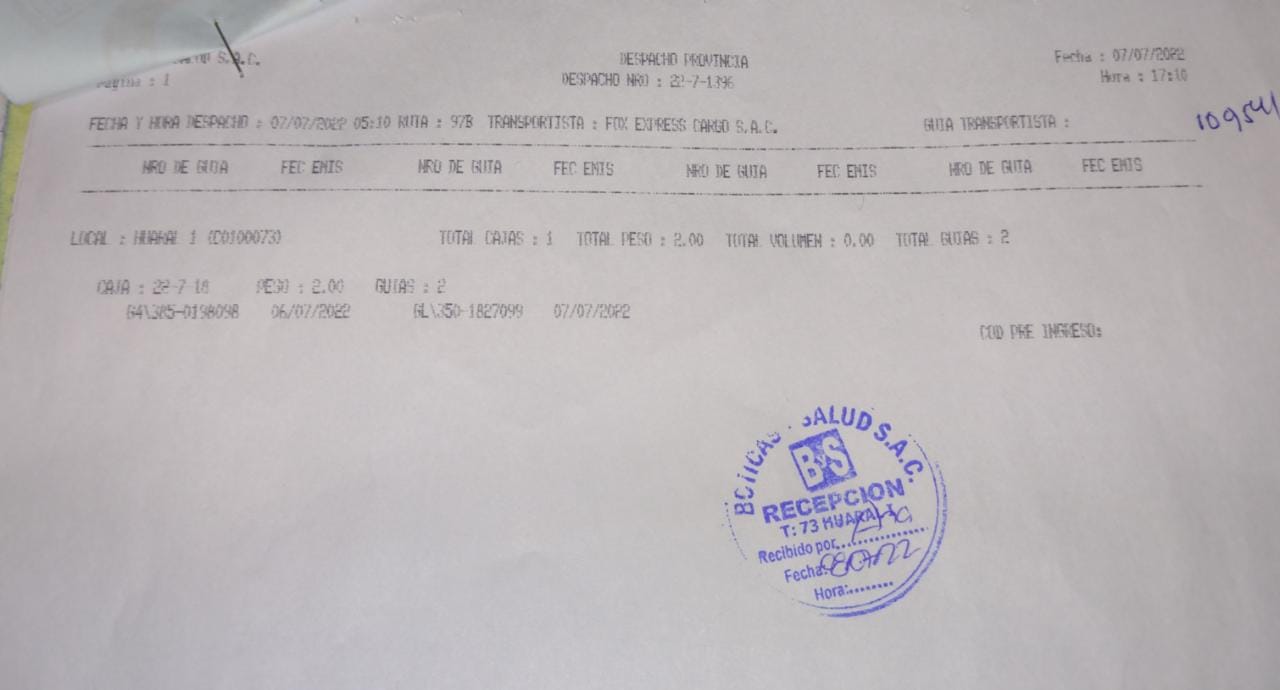 S.A.C. DESPACHO PROVINCIA Fecha : 07/07/2022
Pagina : 1 DESPACHO NRO : 22-7-1396 Hora : 17:10
FECHA Y HORA DESPACHO : 07/07/2022 05:10 RUTA : 97B TRANSPORTISTA : FOX EXPRESS CARGO S.A.C. GUIA TRANSPORTISTA : 109541
NRO DE GUIA FEC EMIS NRO DE GUIA FEC EMIS NRO DE GUIA FEC EMIS NRO DE GUIA FEC EMIS
LOCAL : HUARAL 1 (C0100073) TOTAL CAJAS : 1 TOTAL PESO : 2.00 TOTAL VOLUMEN : 0.00 TOTAL GUIAS : 2
CAJA : 22-7-18 PESO : 2.00 GUIAS : 2
G4\385-0198098 06/07/2022 GL\350-1827099 07/07/2022
COD PRE INGRESO:
BOTICAS SALUD S.A.C.
B&S
RECEPCION
T: 73 HUARAL I
Recibido por
Fecha:
Hora: